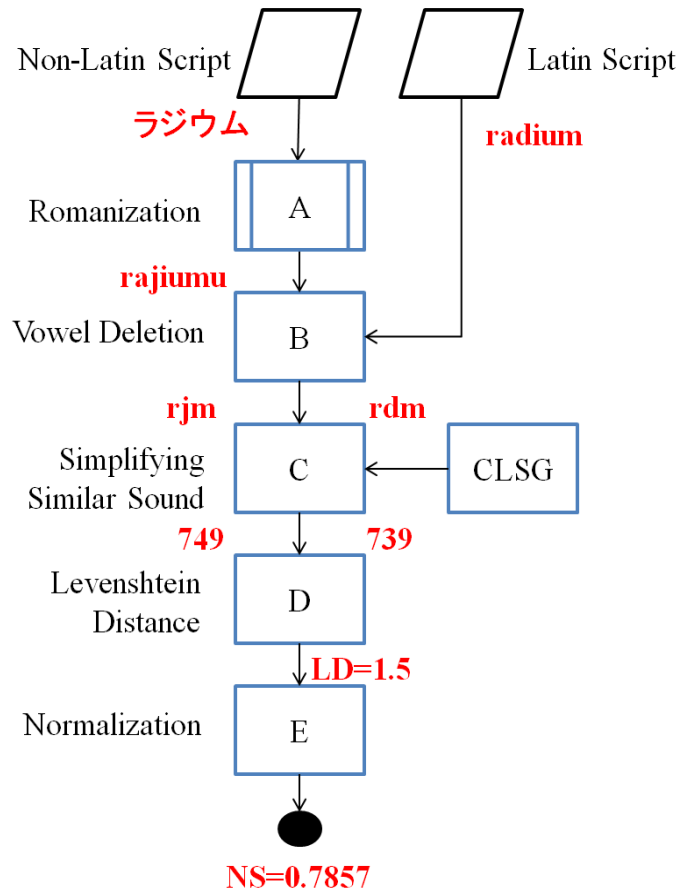 Non-Latin Script
Latin Script
ラジウム
radium
Romanization
A
rajiumu
Vowel Deletion
B
rjm
rdm
Simplifying
Similar Sound
C
CLSG
749
739
Levenshtein
Distance
D
LD=1.5
Normalization
E
NS=0.7857